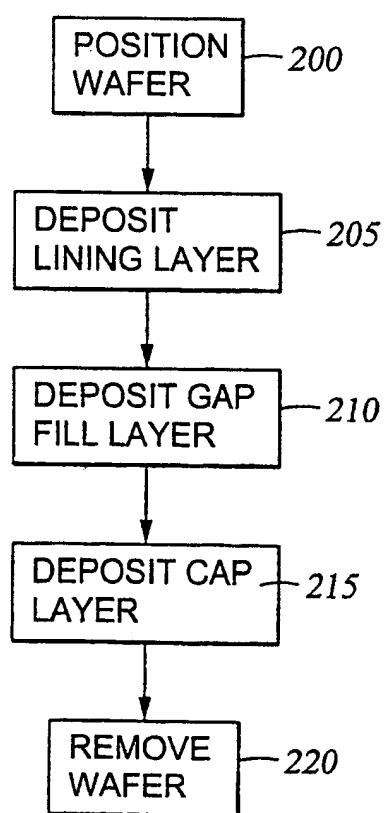 POSITION
WAFER
200
DEPOSIT
LINING LAYER
205
DEPOSIT GAP
FILL LAYER
210
DEPOSIT CAP
LAYER
215
REMOVE
WAFER
220